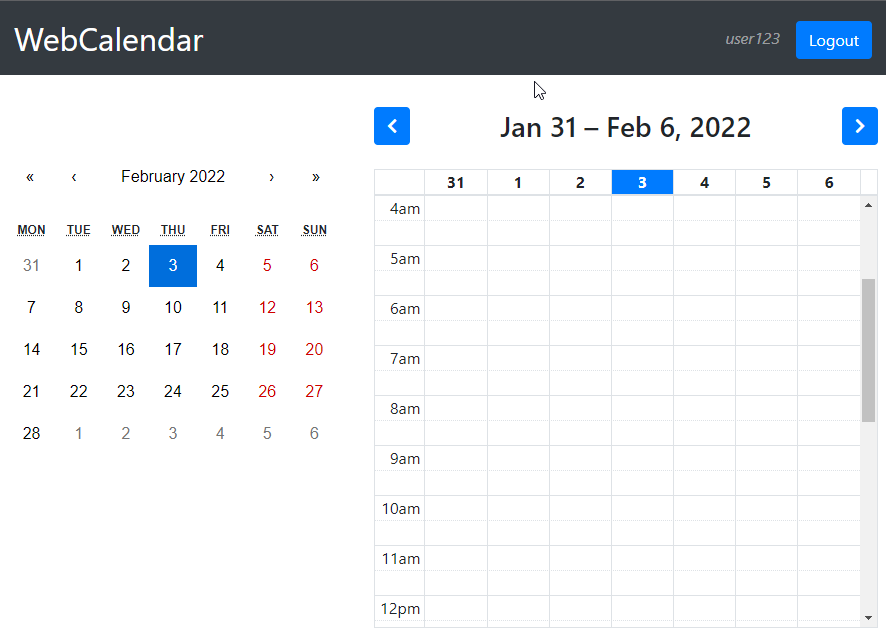 WebCalendar
user123 Logout
Jan 31 – Feb 6, 2022
« ‹ February 2022 › »
MON TUE WED THU FRI SAT SUN
31 1 2 3 4 5 6
7 8 9 10 11 12 13
14 15 16 17 18 19 20
21 22 23 24 25 26 27
28 1 2 3 4 5 6
31 1 2 3 4 5 6
4am
5am
6am
7am
8am
9am
10am
11am
12pm